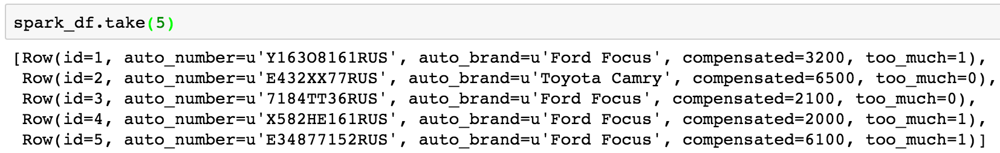 spark_df.take(5)
[Row(id=1, auto_number=u'Y163O8161RUS', auto_brand=u'Ford Focus', compensated=3200, too_much=1),
Row(id=2, auto_number=u'E432XX77RUS', auto_brand=u'Toyota Camry', compensated=6500, too_much=0),
Row(id=3, auto_number=u'7184TT36RUS', auto_brand=u'Ford Focus', compensated=2100, too_much=0),
Row(id=4, auto_number=u'X582HE161RUS', auto_brand=u'Ford Focus', compensated=2000, too_much=1),
Row(id=5, auto_number=u'E34877152RUS', auto_brand=u'Ford Focus', compensated=6100, too_much=1)]